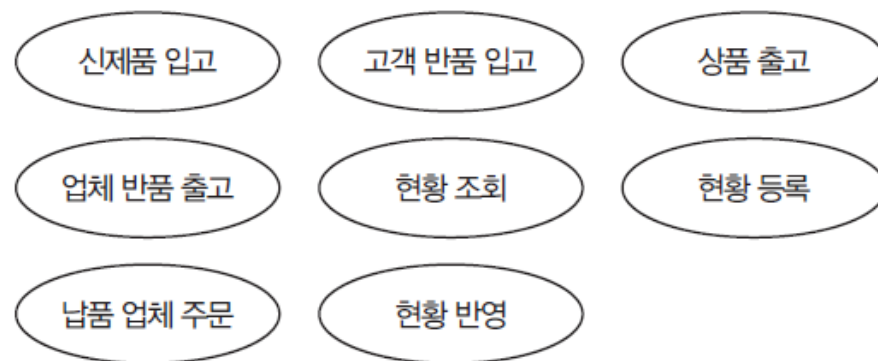 신제품 입고
고객 반품 입고
상품 출고
업체 반품 출고
현황 조회
현황 등록
납품 업체 주문
현황 반영